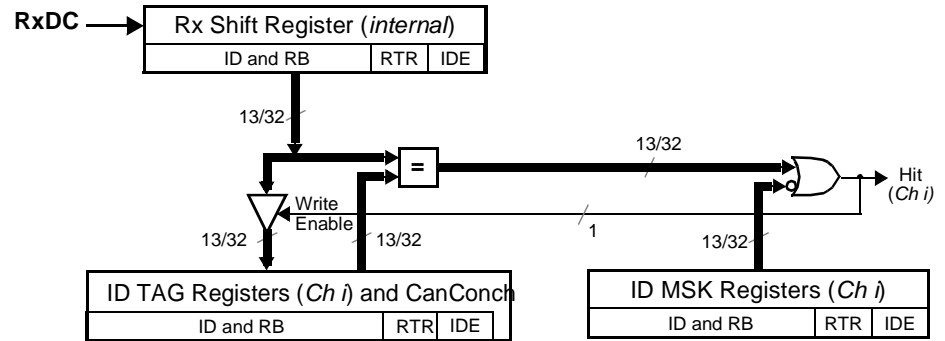 RxDC
Rx Shift Register (internal)
ID and RB RTR IDE
13/32
13/32
=
Hit
(Ch i)
Write
Enable
1
13/32
13/32
13/32
ID TAG Registers (Ch i) and CanConch
ID and RB RTR IDE
ID MSK Registers (Ch i)
ID and RB RTR IDE